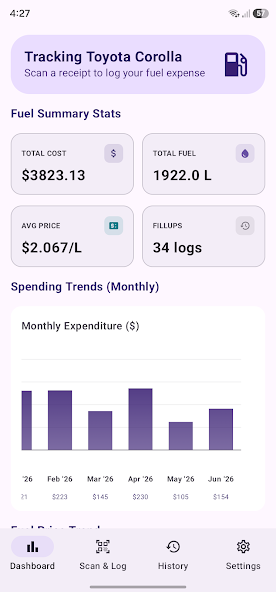 4:27
57
Tracking Toyota Corolla
Scan a receipt to log your fuel expense
Fuel Summary Stats
TOTAL COST
$
$3823.13
TOTAL FUEL
1922.0 L
AVG PRICE
$2.067/L
FILLUPS
34 logs
Spending Trends (Monthly)
Monthly Expenditure ($)
'26 Feb '26 Mar '26 Apr '26 May '26 Jun '26
21 $223 $145 $230 $105 $154
Dashboard Scan & Log History Settings